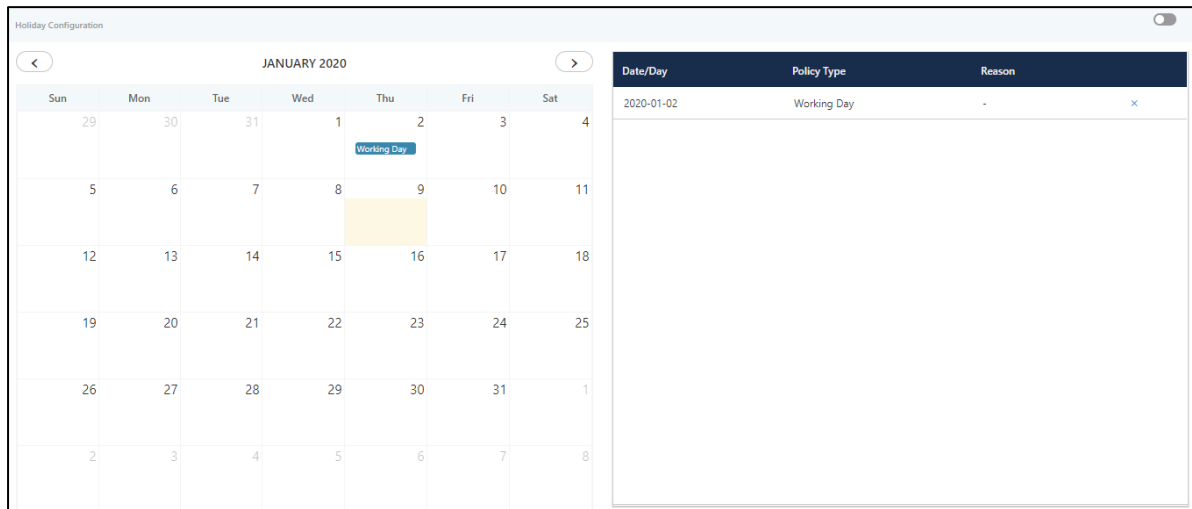 Holiday Configuration
JANUARY 2020
Sun Mon Tue Wed Thu Fri Sat
29 30 31 1 2 3 4
Working Day
5 6 7 8 9 10 11
12 13 14 15 16 17 18
19 20 21 22 23 24 25
26 27 28 29 30 31 1
2 3 4 5 6 7 8
Date/Day Policy Type Reason
2020-01-02 Working Day - ×